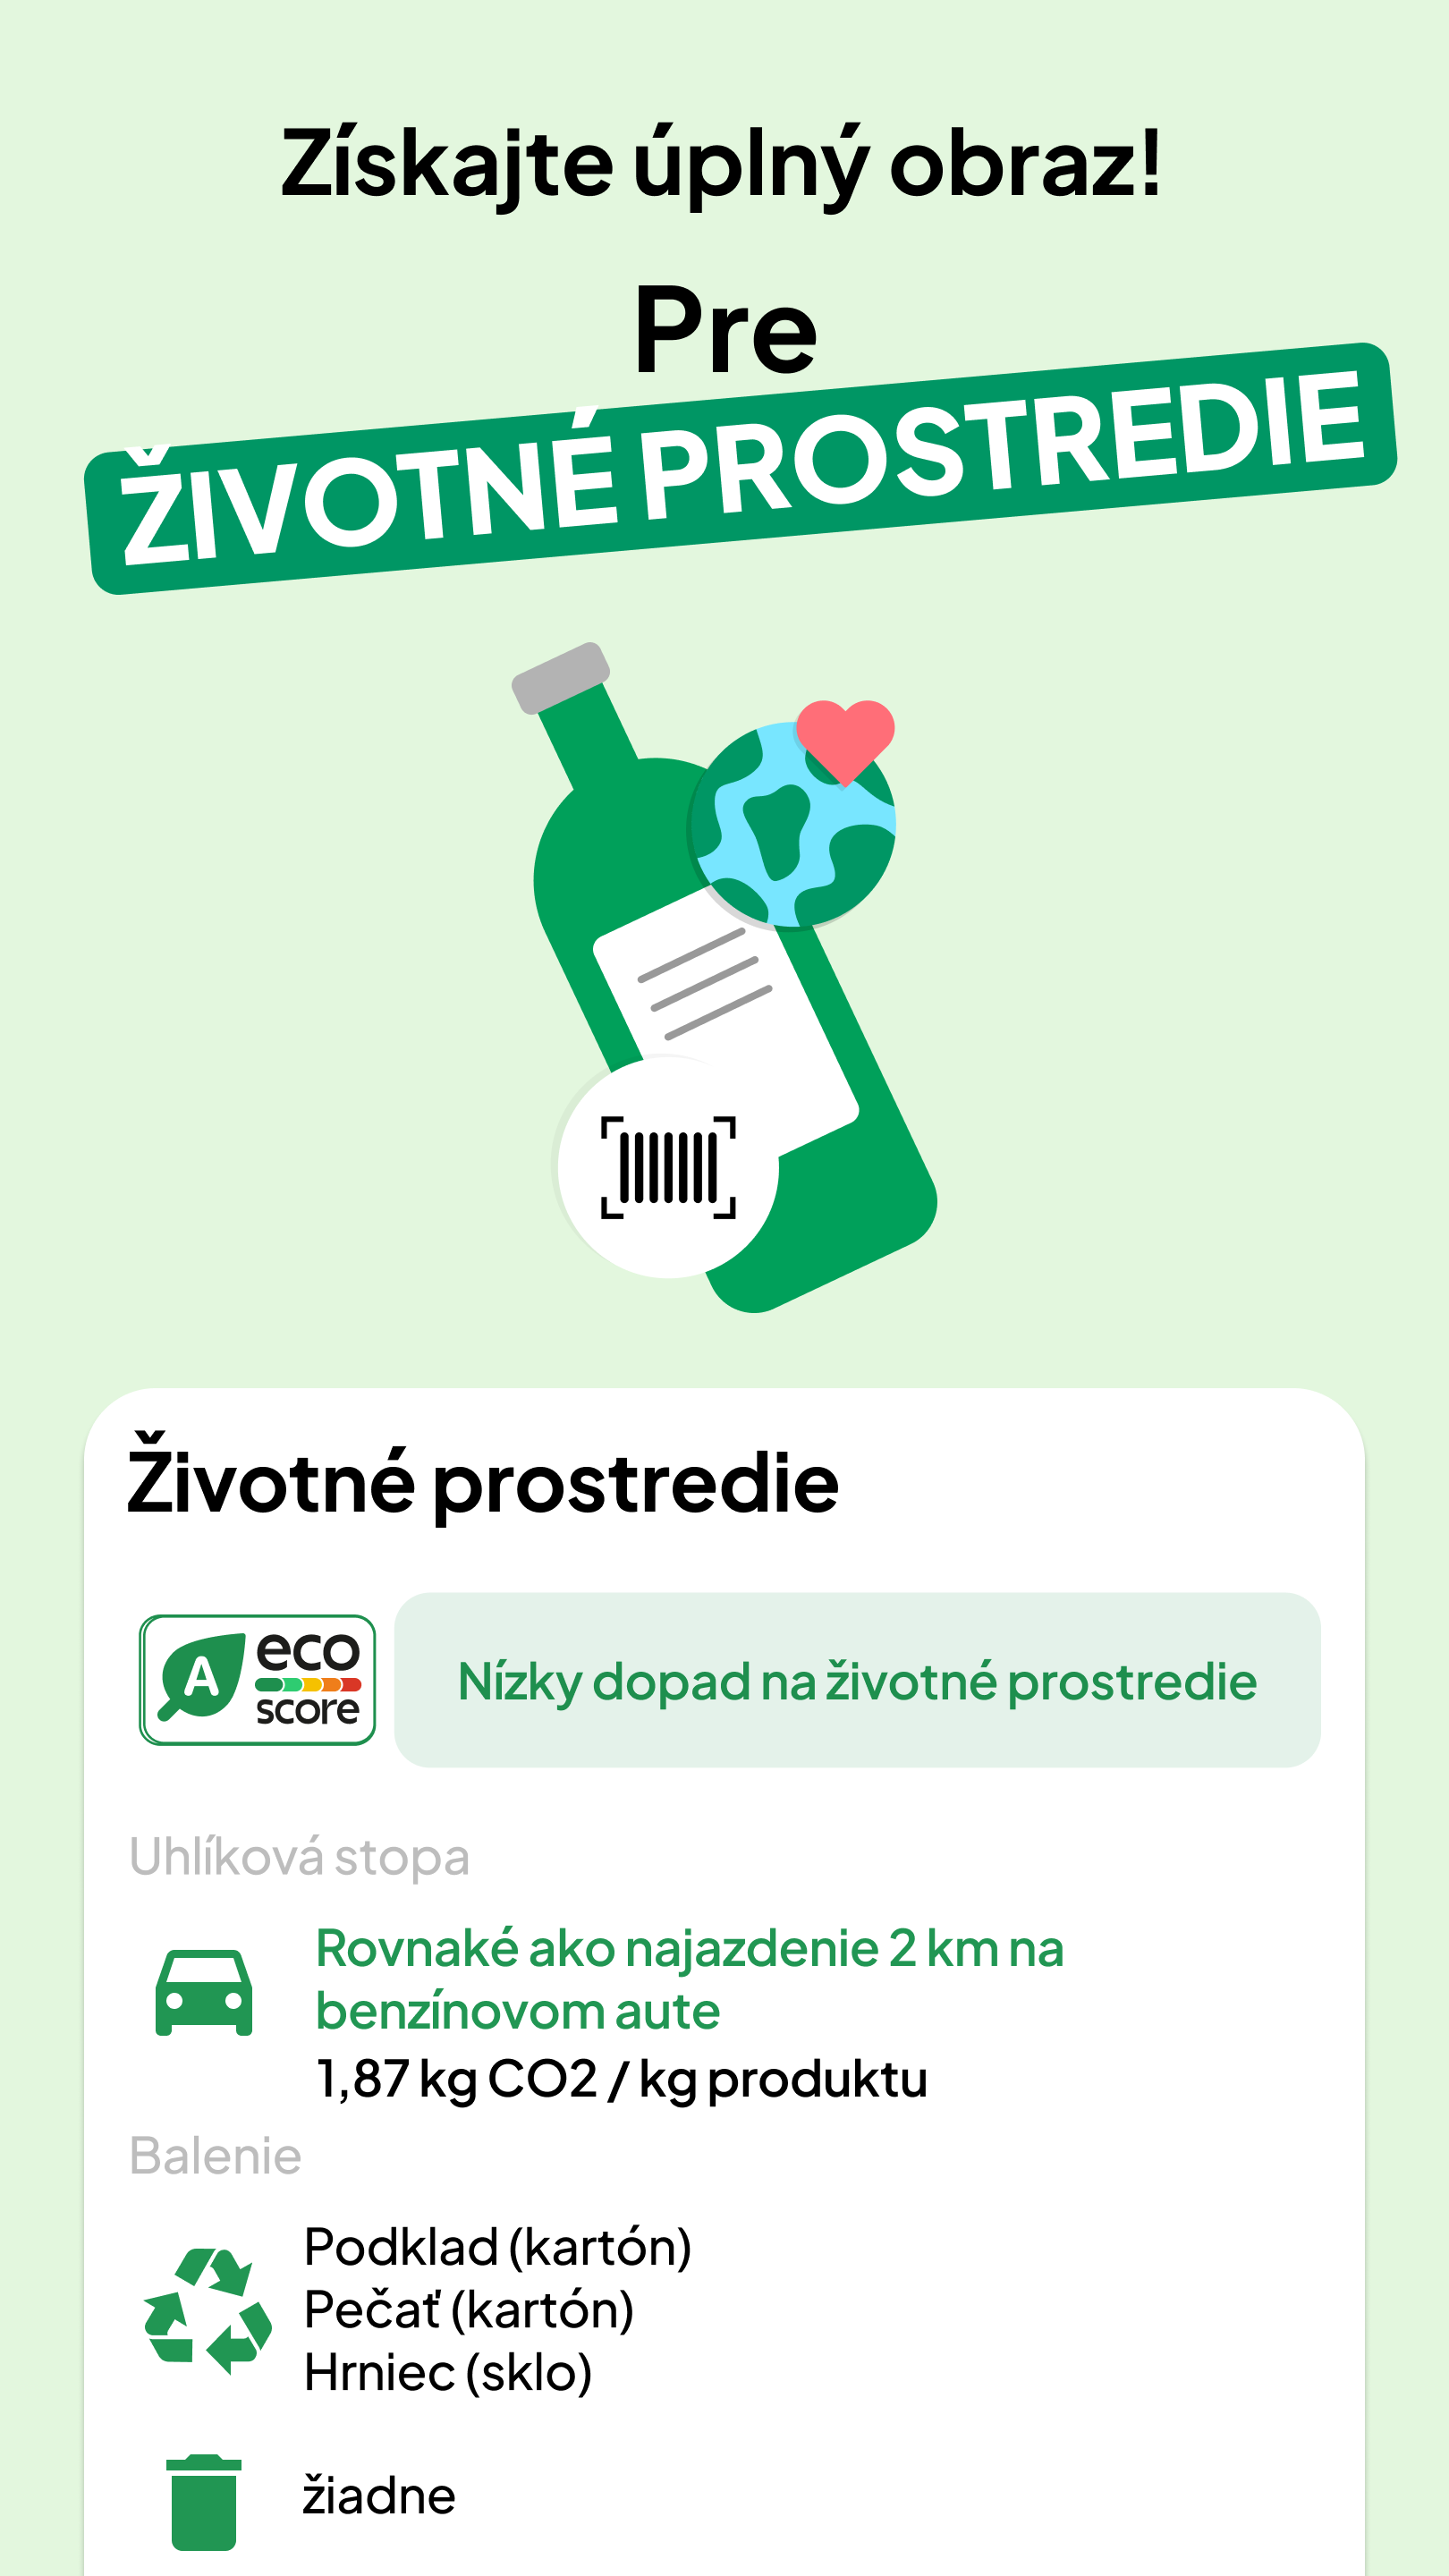 Získajte úplný obraz!
Pre
ŽIVOTNÉ PROSTREDIE
Životné prostredie
A
eco
score
Nízky dopad na životné prostredie
Uhlíková stopa
Rovnaké ako najazdenie 2 km na
benzínovom aute
1,87 kg CO2 / kg produktu
Balenie
Podklad (kartón)
Pečať (kartón)
Hrniec (sklo)
žiadne